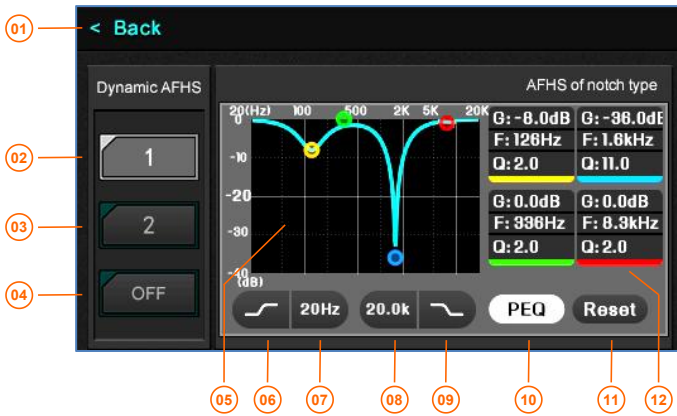 01
< Back
Dynamic AFHS
AFHS of notch type
02
1
03
2
04
OFF
20(Hz) 100 500 2K 5K 20K
0
-10
-20
-30
-40
(dB)
G:-8.0dB
F:126Hz
Q:2.0
G:-36.0dB
F:1.6kHz
Q:11.0
G:0.0dB
F:336Hz
Q:2.0
G:0.0dB
F:8.3kHz
Q:2.0
20Hz
20.0k
PEQ
Reset
05 06 07 08 09 10 11 12